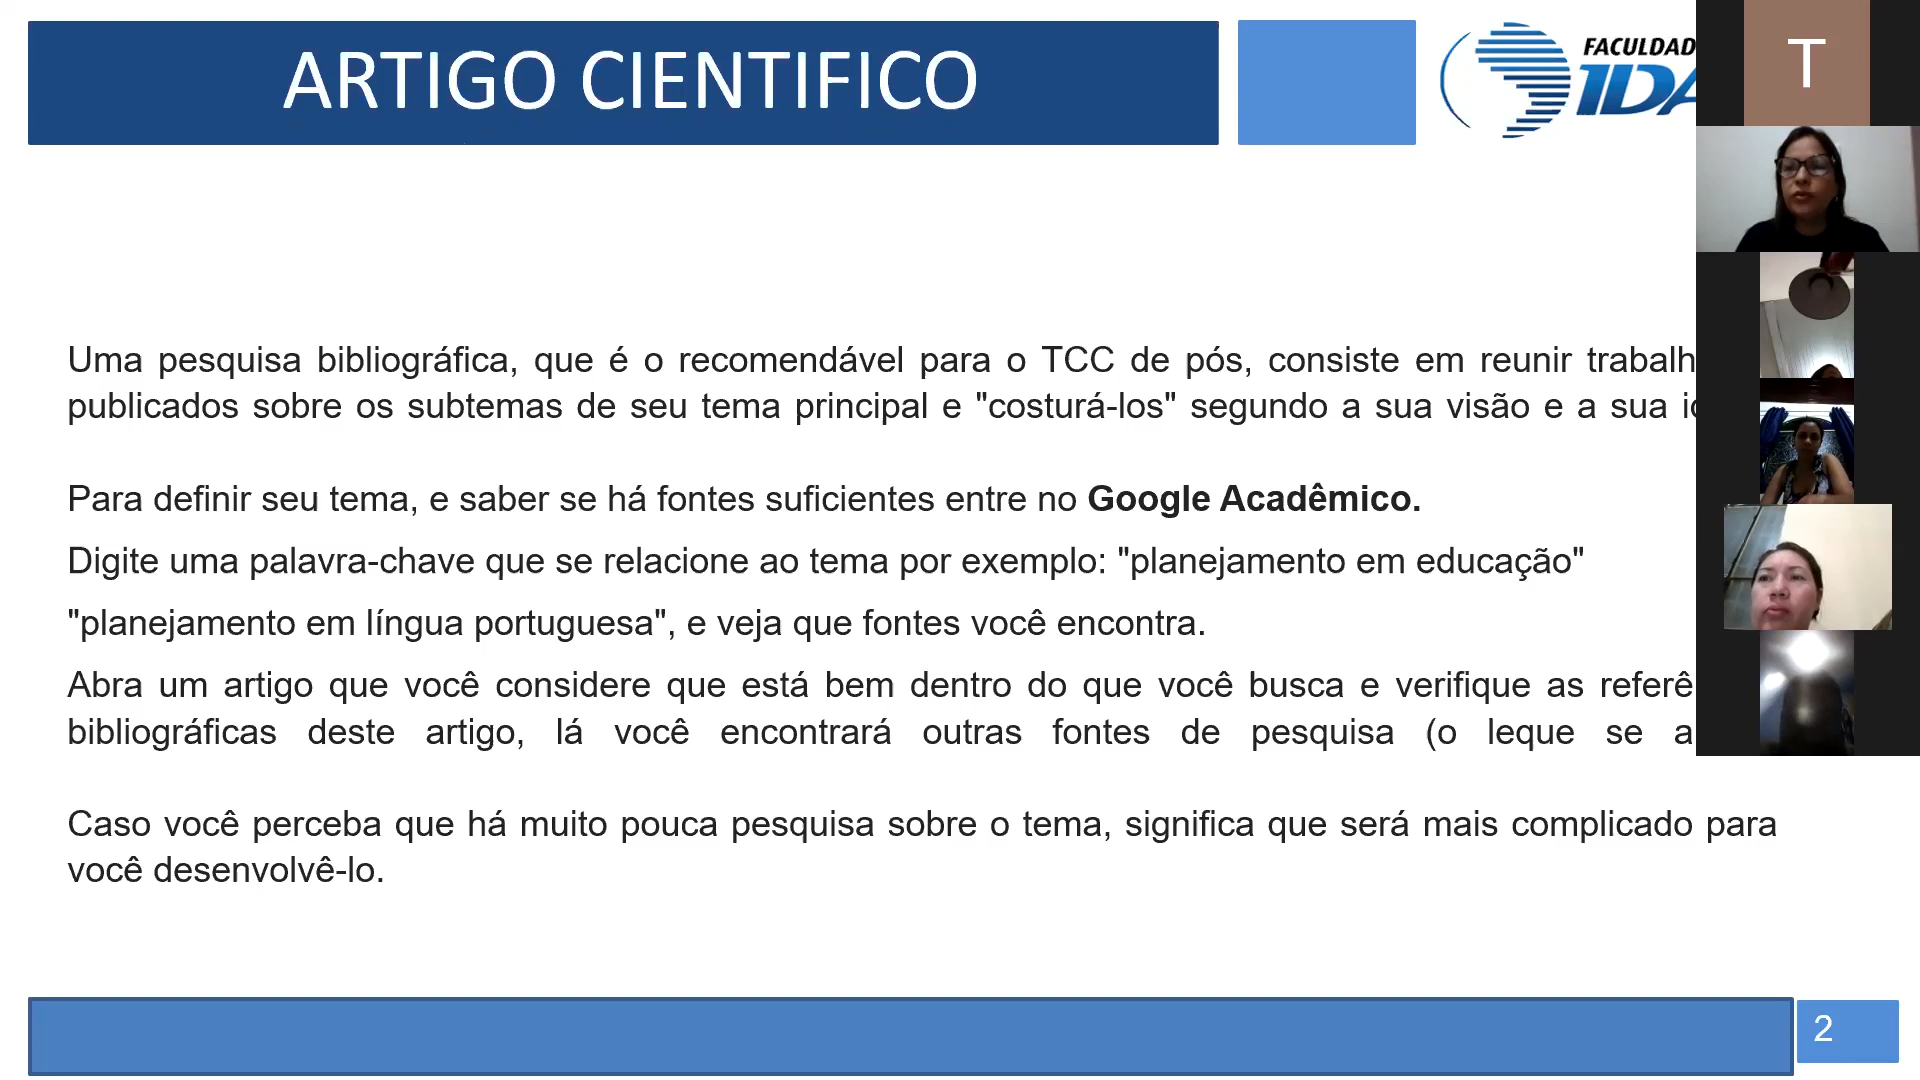 ARTIGO CIENTIFICO
FACULDAD
IDA
T
Uma pesquisa bibliográfica, que é o recomendável para o TCC de pós, consiste em reunir trabalh
publicados sobre os subtemas de seu tema principal e "costurá-los" segundo a sua visão e a sua
Para definir seu tema, e saber se há fontes suficientes entre no Google Acadêmico.
Digite uma palavra-chave que se relacione ao tema por exemplo: "planejamento em educação"
"planejamento em língua portuguesa", e veja que fontes você encontra.
Abra um artigo que você considere que está bem dentro do que você busca e verifique as referê
bibliográficas deste artigo, lá você encontrará outras fontes de pesquisa (o leque se a
Caso você perceba que há muito pouca pesquisa sobre o tema, significa que será mais complicado para
você desenvolvê-lo.
2